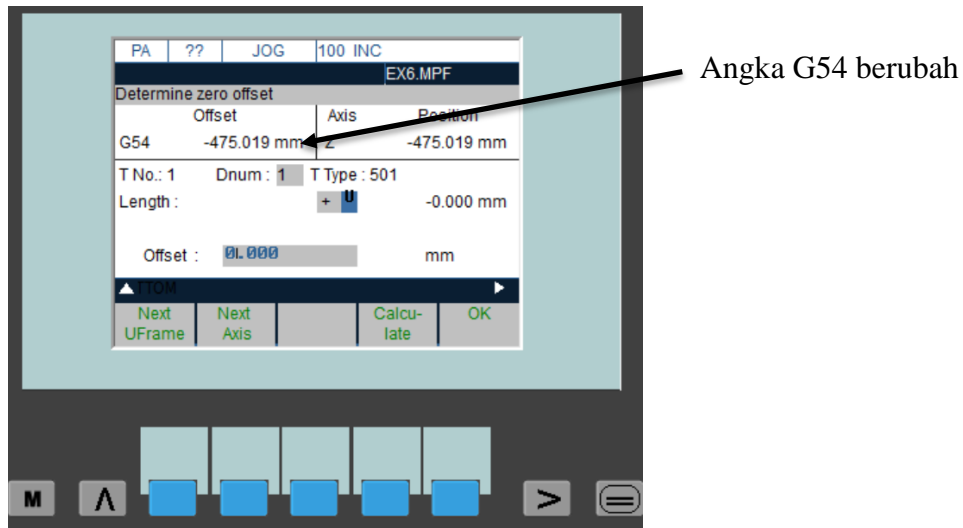 PA ?? JOG 100 INC
EX6.MPF
Angka G54 berubah
Determine zero offset
Offset Axis Position
G54 -475.019 mm Z -475.019 mm
T No.: 1 Dnum : 1 T Type : 501
Length : + U -0.000 mm
Offset : 0.000 mm
TTOM
Next UFrame Next Axis Calcu-late OK
M Λ >